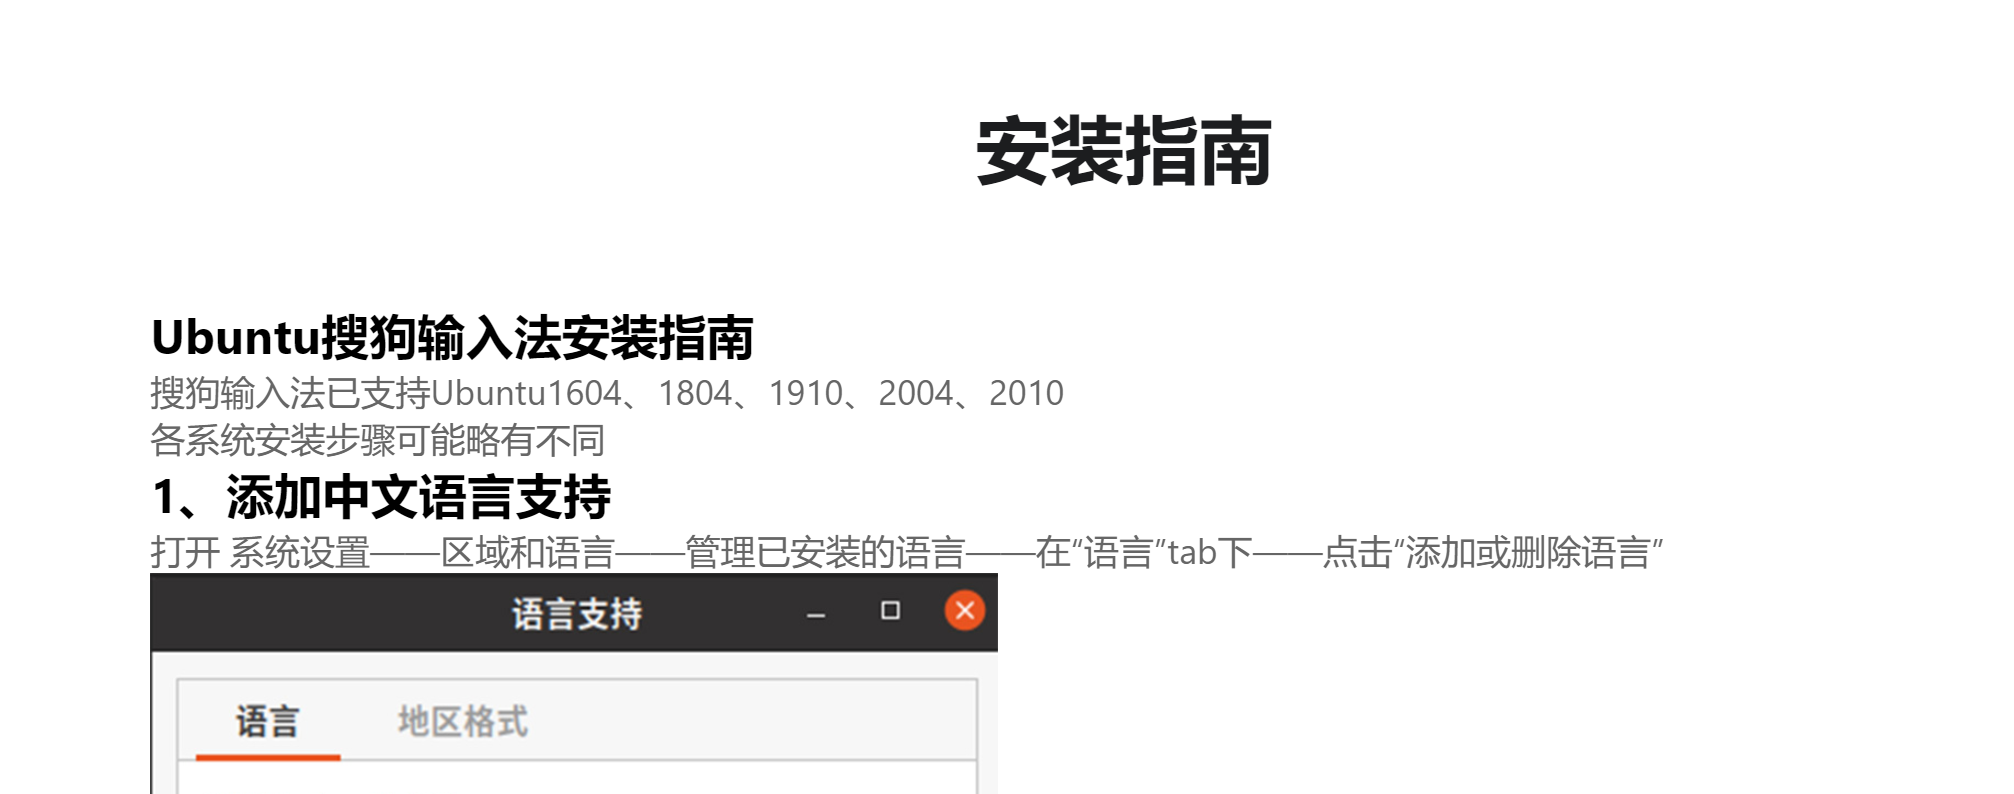 安装指南
Ubuntu搜狗输入法安装指南
搜狗输入法已支持Ubuntu1604、1804、1910、2004、2010
各系统安装步骤可能略有不同
1、添加中文语言支持
打开 系统设置——区域和语言——管理已安装的语言——在“语言”tab下——点击“添加或删除语言”
语言支持
语言 地区格式